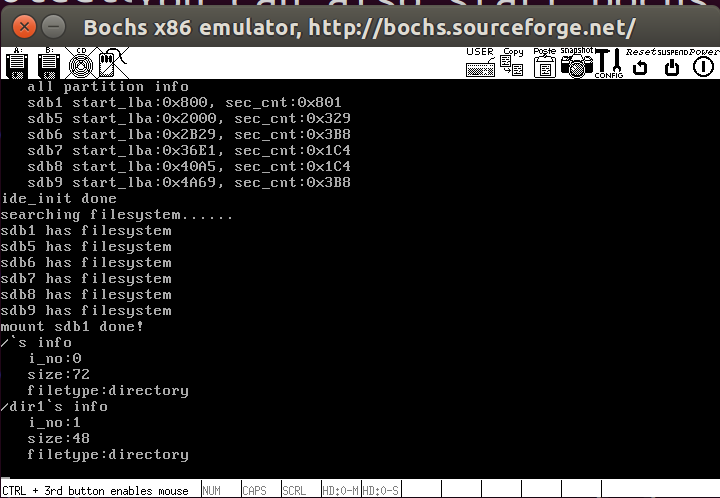 You can also start bochs
Bochs x86 emulator, http://bochs.sourceforge.net/
A: B: CD USER Copy Paste snapshot CONFIG Reset SUSPEND Power
all partition info
sdb1 start_lba:0x800, sec_cnt:0x801
sdb5 start_lba:0x2000, sec_cnt:0x329
sdb6 start_lba:0x2B29, sec_cnt:0x3B8
sdb7 start_lba:0x36E1, sec_cnt:0x1C4
sdb8 start_lba:0x40A5, sec_cnt:0x1C4
sdb9 start_lba:0x4A69, sec_cnt:0x3B8
ide_init done
searching filesystem......
sdb1 has filesystem
sdb5 has filesystem
sdb6 has filesystem
sdb7 has filesystem
sdb8 has filesystem
sdb9 has filesystem
mount sdb1 done!
/`s info
i_no:0
size:72
filetype:directory
/dir1`s info
i_no:1
size:48
filetype:directory
CTRL + 3rd button enables mouse NUM CAPS SCRL HD:0-M HD:0-S